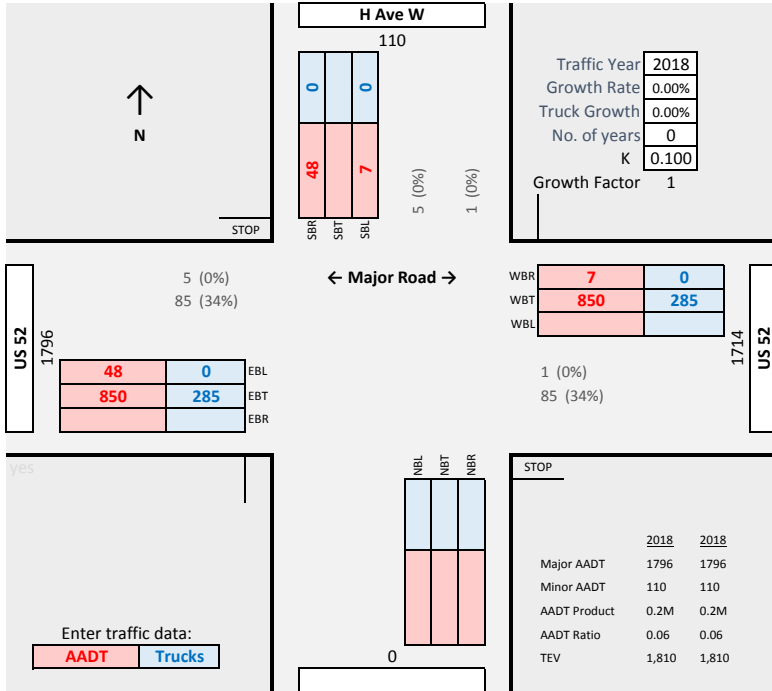 H Ave W
110
N
Traffic Year 2018
Growth Rate 0.00%
Truck Growth 0.00%
No. of years 0
K 0.100
Growth Factor 1
0 0
48 7
5 (0%) 1 (0%)
SBR SBT SBL
STOP
5 (0%)
85 (34%)
← Major Road →
WBR 7 0
WBT 850 285
WBL
US 52
1796
48 0 EBL
850 285 EBT
EBR
1 (0%)
85 (34%)
1714
US 52
yes
NBL NBT NBR
STOP
2018 2018
Major AADT 1796 1796
Minor AADT 110 110
AADT Product 0.2M 0.2M
AADT Ratio 0.06 0.06
TEV 1,810 1,810
Enter traffic data:
AADT Trucks
0